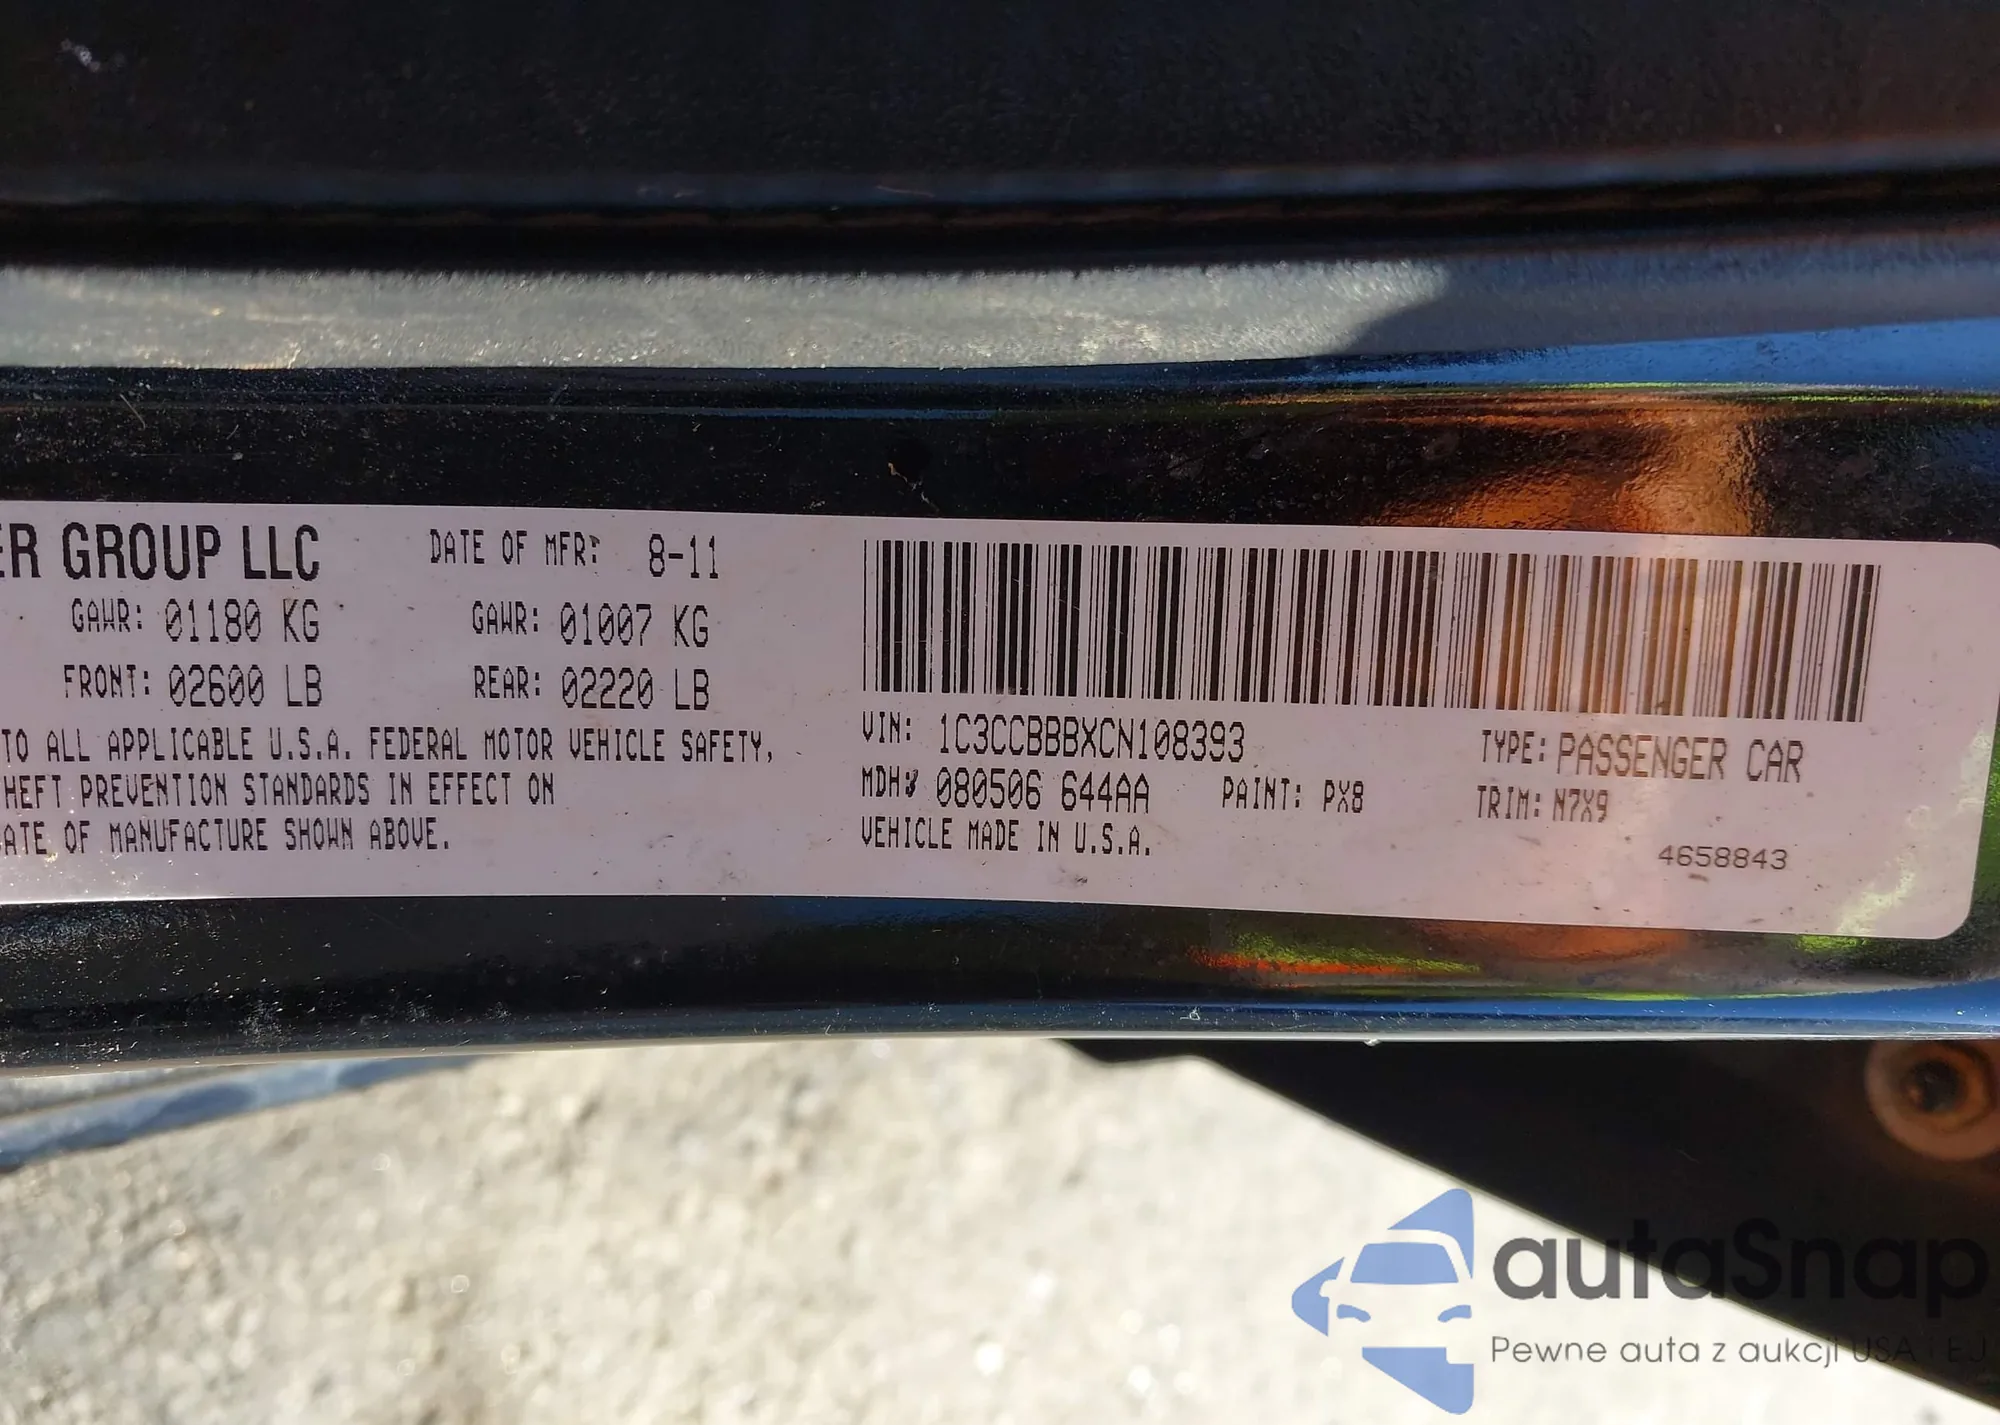 ER GROUP LLC DATE OF MFR: 8-11
GAWR: 01180 KG GAWR: 01007 KG
FRONT: 02600 LB REAR: 02220 LB
TO ALL APPLICABLE U.S.A. FEDERAL MOTOR VEHICLE SAFETY,
HEFT PREVENTION STANDARDS IN EFFECT ON
ATE OF MANUFACTURE SHOWN ABOVE.
VIN: 1C3CCBBBXCN108393 TYPE: PASSENGER CAR
MDH# 080506 644AA PAINT: PX8 TRIM: N7X9
VEHICLE MADE IN U.S.A.
4658843
autaSnap
Pewne auta z aukcji USA i EJ